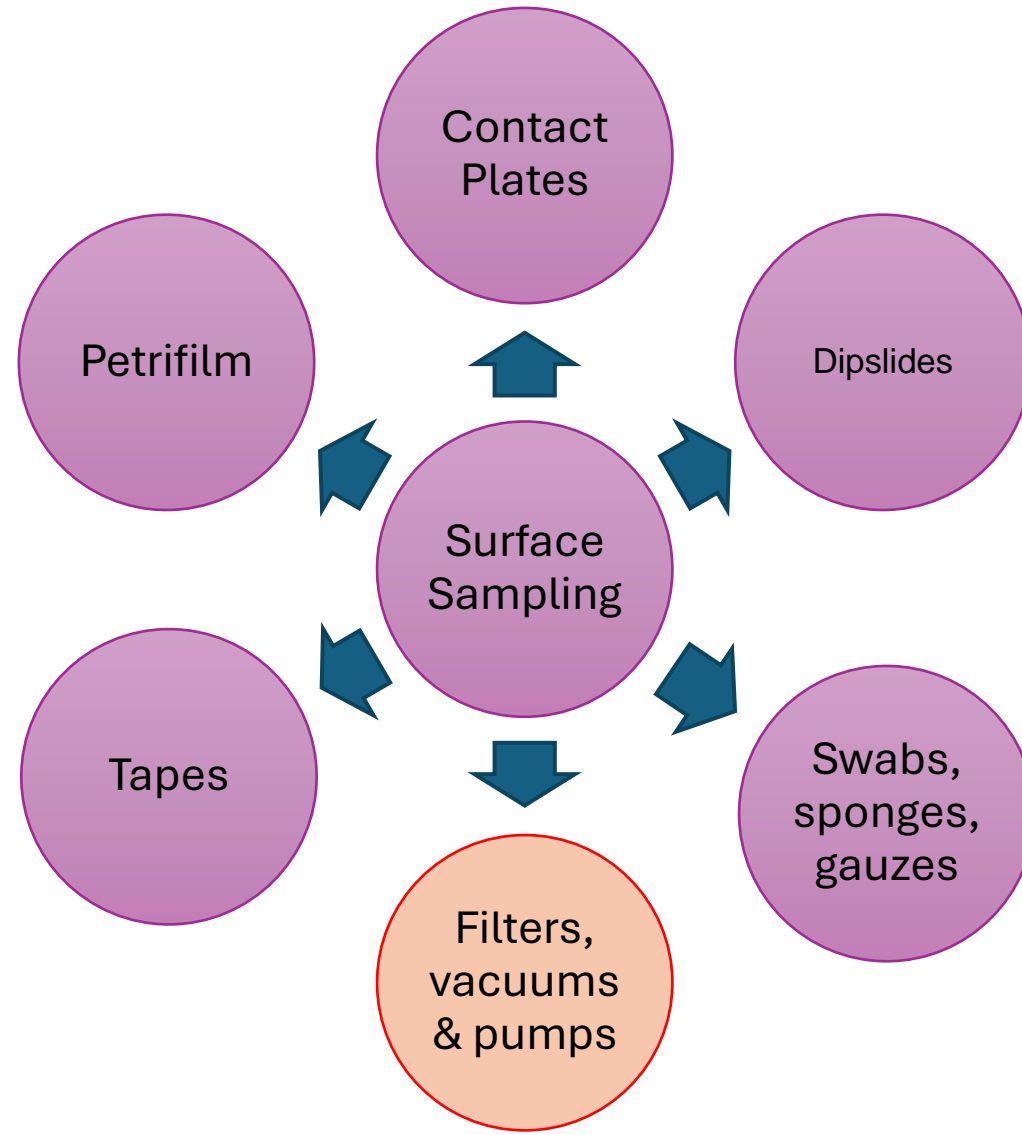 Contact
Plates
Petrifilm
Dipslides
Surface
Sampling
Tapes
Swabs,
sponges,
gauzes
Filters,
vacuums
& pumps